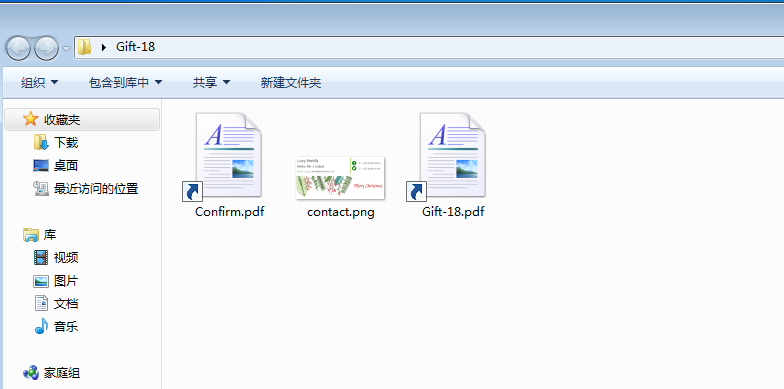 Gift-18
组织 包含到库中 共享 新建文件夹
收藏夹
下载
桌面
最近访问的位置
库
视频
图片
文档
音乐
家庭组
Confirm.pdf contact.png Gift-18.pdf
Merry Christmas